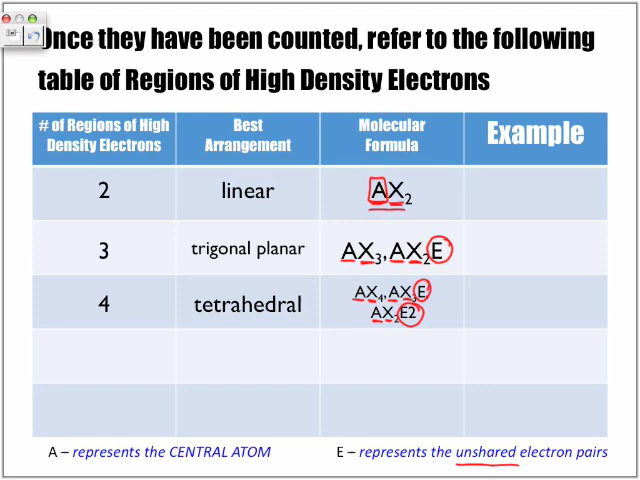 Once they have been counted, refer to the following
table of Regions of High Density Electrons
# of Regions of High
Density Electrons
Best
Arrangement
Molecular
Formula
Example
2
linear
AX2
3
trigonal planar
AX3, AX2E
4
tetrahedral
AX4, AX3E
AX2E2
A – represents the CENTRAL ATOM
E – represents the unshared electron pairs